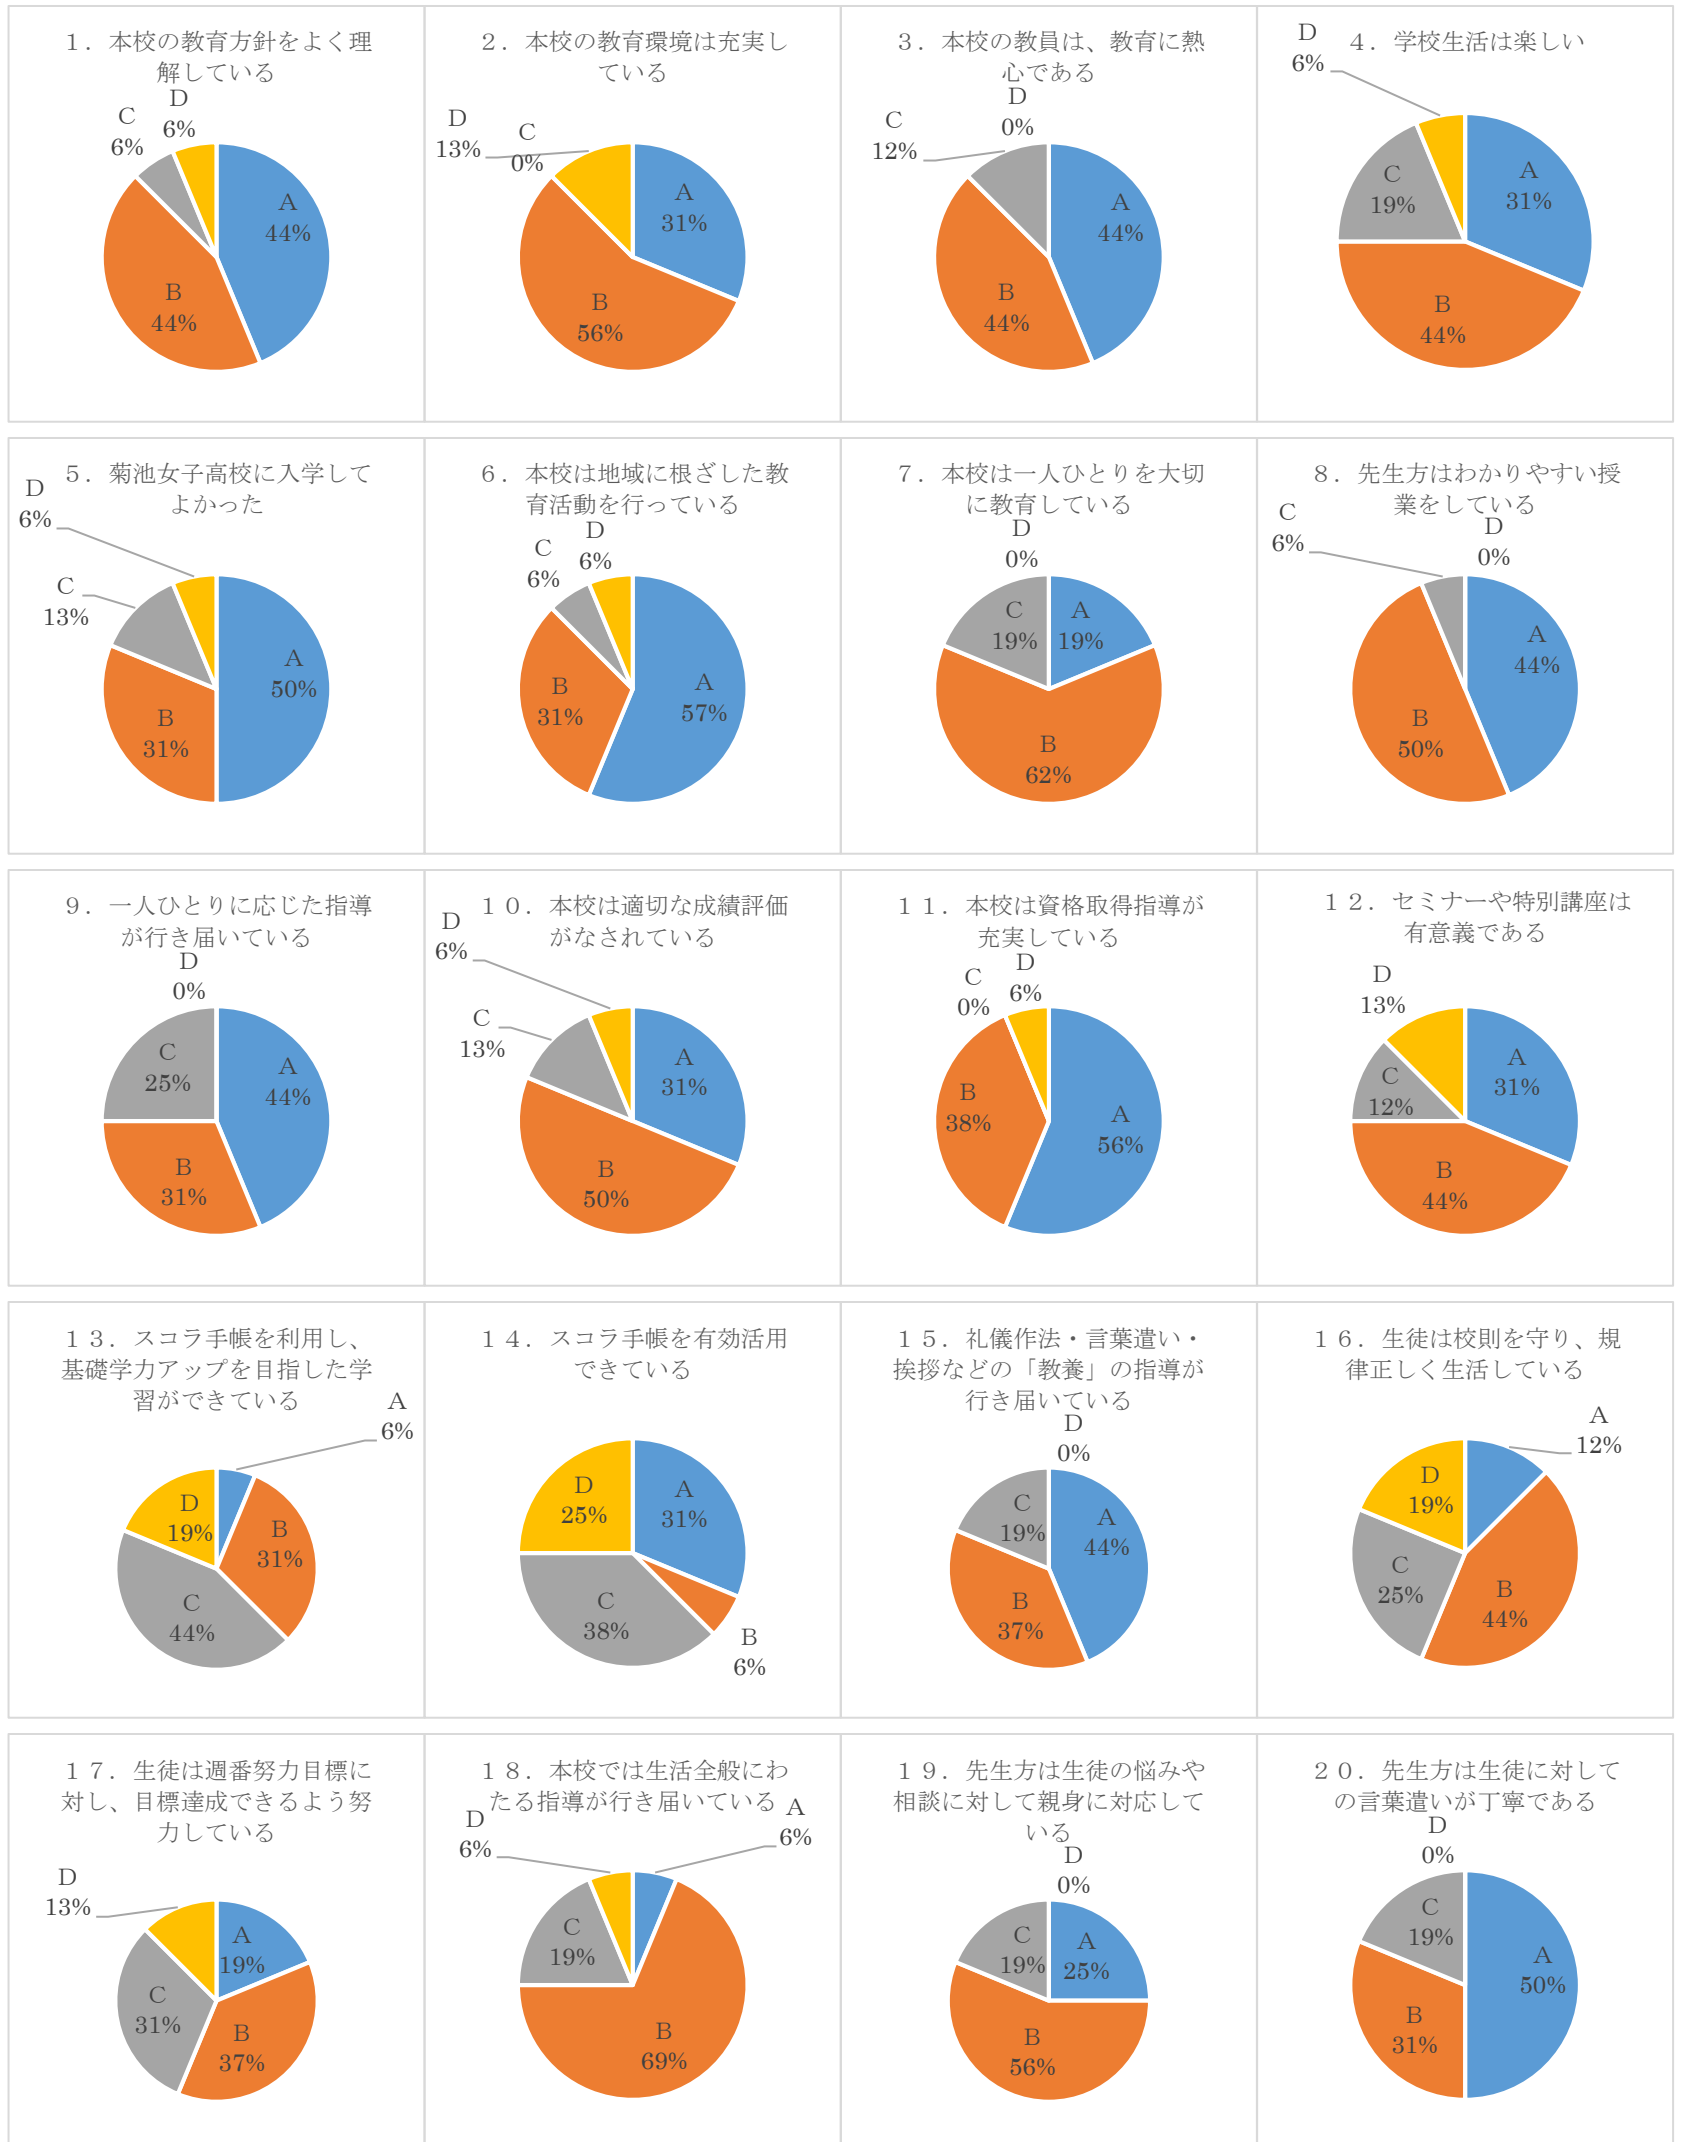 １．本校の教育方針をよく理
解している
D
6%
C
6%
A
44%
B
44%
２．本校の教育環境は充実し
ている
D
13%
C
0%
A
31%
B
56%
３．本校の教員は、教育に熱
心である
D
0%
C
12%
A
44%
B
44%
４．学校生活は楽しい
D
6%
C
19%
A
31%
B
44%
５．菊池女子高校に入学して
よかった
D
6%
C
13%
A
50%
B
31%
６．本校は地域に根ざした教
育活動を行っている
D
6%
C
6%
B
31%
A
57%
７．本校は一人ひとりを大切
に教育している
D
0%
C
19%
A
19%
B
62%
８．先生方はわかりやすい授
業をしている
C
6%
D
0%
A
44%
B
50%
９．一人ひとりに応じた指導
が行き届いている
D
0%
C
25%
A
44%
B
31%
１０．本校は適切な成績評価
がなされている
D
6%
C
13%
A
31%
B
50%
１１．本校は資格取得指導が
充実している
D
6%
C
0%
B
38%
A
56%
１２．セミナーや特別講座は
有意義である
D
13%
C
12%
A
31%
B
44%
１３．スコラ手帳を利用し、
基礎学力アップを目指した学
習ができている
A
6%
D
19%
B
31%
C
44%
１４．スコラ手帳を有効活用
できている
D
25%
A
31%
C
38%
B
6%
１５．礼儀作法・言葉遣い・
挨拶などの「教養」の指導が
行き届いている
D
0%
C
19%
A
44%
B
37%
１６．生徒は校則を守り、規
律正しく生活している
A
12%
D
19%
C
25%
B
44%
１７．生徒は週番努力目標に
対し、目標達成できるよう努
力している
D
13%
A
19%
C
31%
B
37%
１８．本校では生活全般にわ
たる指導が行き届いている
D
6%
A
6%
C
19%
B
69%
１９．先生方は生徒の悩みや
相談に対して親身に対応して
いる
D
0%
C
19%
A
25%
B
56%
２０．先生方は生徒に対して
の言葉遣いが丁寧である
D
0%
C
19%
A
50%
B
31%